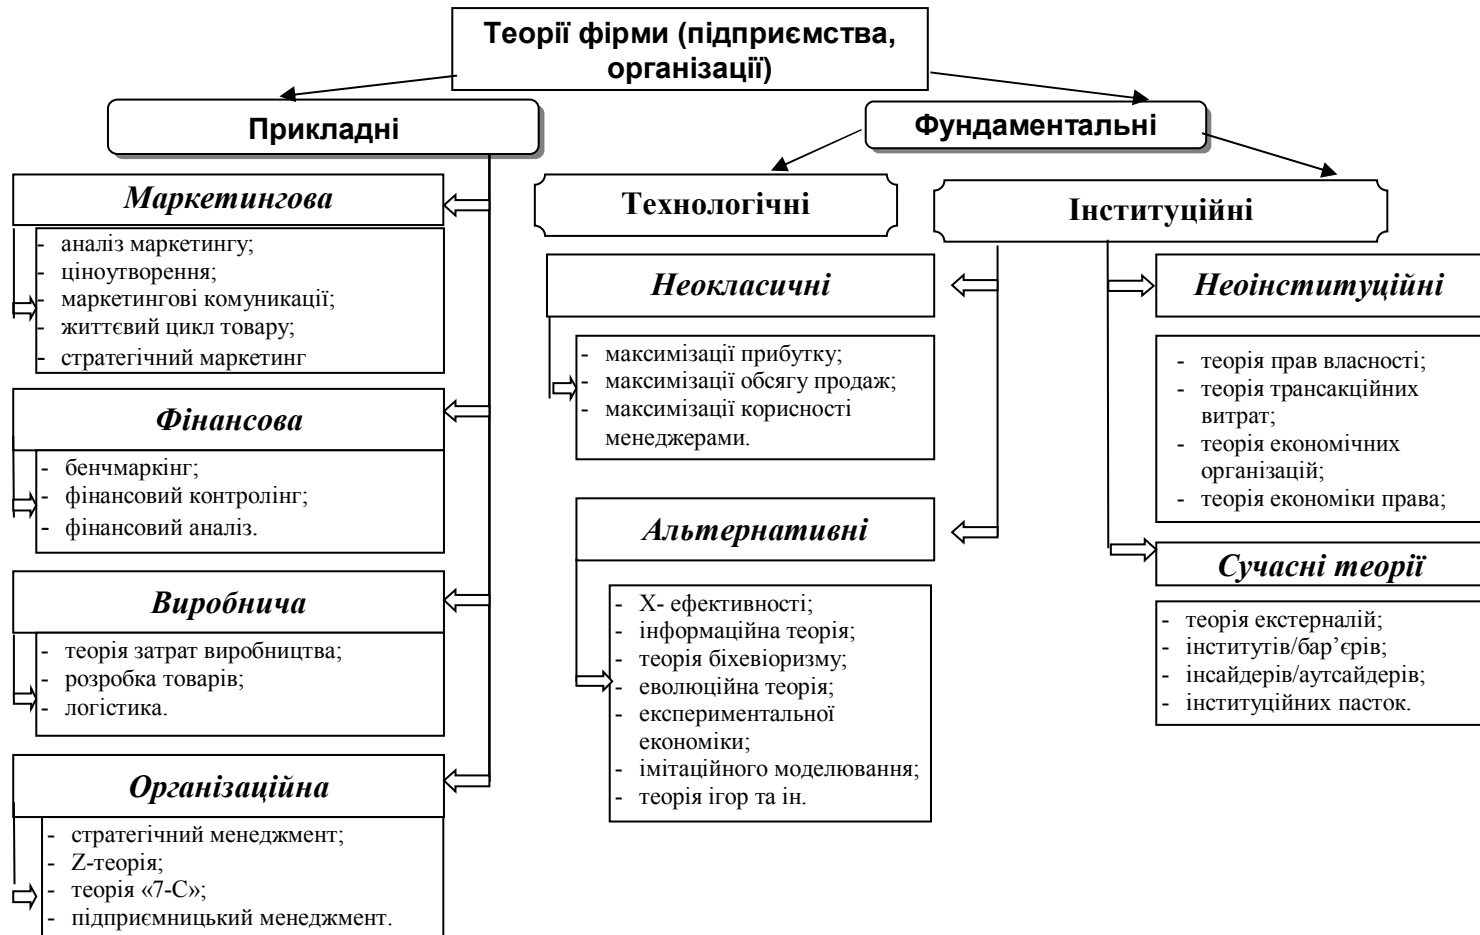 Теорії фірми (підприємства,
організації)
Прикладні
Фундаментальні
Маркетингова
- аналіз маркетингу;
- ціноутворення;
- маркетингові комуникації;
- життєвий цикл товару;
- стратегічний маркетинг
Фінансова
- бенчмаркінг;
- фінансовий контролінг;
- фінансовий аналіз.
Виробнича
- теорія затрат виробництва;
- розробка товарів;
- логістика.
Організаційна
- стратегічний менеджмент;
- Z-теорія;
- теорія «7-С»;
- підприємницький менеджмент.
Технологічні
Інституційні
Неокласичні
- максимізації прибутку;
- максимізації обсягу продаж;
- максимізації корисності
менеджерами.
Альтернативні
- Х- ефективності;
- інформаційна теорія;
- теорія біхевіоризму;
- еволюційна теорія;
- експериментальної
економіки;
- імітаційного моделювання;
- теорія ігор та ін.
Неоінституційні
- теорія прав власності;
- теорія трансакційних
витрат;
- теорія економічних
організацій;
- теорія економіки права;
Сучасні теорії
- теорія екстерналій;
- інститутів/бар’єрів;
- інсайдерів/аутсайдерів;
- інституційних пасток.